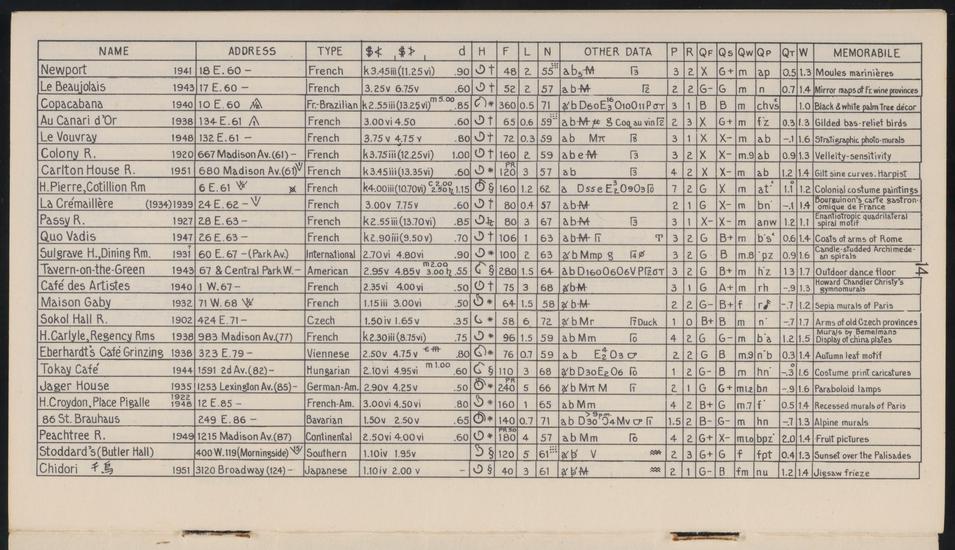 NAME ADDRESS TYPE $< $> d H F L N OTHER DATA P R QF QS QW QP QT W MEMORABILE
Newport 1941 18 E. 60 – French k3.45iii(11.25vi) .90 † 48 2 55 3 2 X G+ m ap 0.5 1.3 Moules marinières
Le Beaujolais 1943 17 E. 60 – French 3.25v 6.75v .60 † 52 2 57 ab 2 2 G– G m n 0.7 1.4 Mirror maps of Fr. wine provinces
Copacabana 1940 10 E. 60 Fr.-Brazilian k2.55iii(13.25vi) m5.00 .85 * 360 0.5 71 3 1 B B m 1.0 Black & white palm tree décor
Au Canari d'Or 1938 134 E. 61 French 3.00vi 4.50 .60 † 65 0.6 59 Coq au vin 2 3 X G+ m 0.3 1.3 Gilded bas-relief birds
Le Vouvray 1948 132 E. 61 – French 3.75v 4.75v .80 † 72 0.3 59 ab 3 1 X X– m ab –.1 1.6 Stratigraphic photo-murals
Colony R. 1920 667 Madison Av.(61) – French k3.75iii(12.25vi) 1.00 † 160 2 59 abe 3 2 X X– m.9 ab 0.9 1.3 Velleity-sensitivity
Carlton House R. 1951 680 Madison Av.(61) French k3.45iii(13.35vi) .60 * PR 120 3 57 ab 4 2 X X– m ab 1.2 1.4 Gilt sine curves. Harpist
H.Pierre, Cotillion Rm 6 E. 61 French k4.00iii(10.70vi) 1.15 § 160 1.2 62 7 2 G X m 1.2 Colonial costume paintings
La Crémaillère (1934)1939 24 E. 62 – French 3.00v 7.75v .60 † 80 0.4 57 ab 2 1 G X m –.1 1.4 Bourguinon's carte gastronomique de France
Passy R. 1927 28 E. 63 – French k2.55iii(13.70vi) .85 80 3 67 ab 3 1 X– X– m anw 1.2 1.1 Enantiotropic quadrilateral spiral motif
Quo Vadis 1947 26 E. 63 – French k2.90iii(9.50v) .70 † 106 1 63 3 2 G B+ m 0.6 1.4 Coats of arms of Rome
Sulgrave H., Dining Rm. 1931 60 E. 67 – (Park Av.) International 2.70vi 4.80vi .90 * 100 2 63 3 2 G B m.8 0.9 1.6 Candle-studded Archimedean spirals
Tavern-on-the-Green 1943 67 & Central Park W. – American 2.95v 4.85v m2.00 .55 § 280 1.5 64 2 2 G B+ m 1.3 1.7 Outdoor dance floor
Café des Artistes 1940 1 W. 67 – French 2.35vi 4.00vi .50 † 75 3 68 3 1 G A+ m rh –.9 1.3 Howard Chandler Christy's gymnomurals
Maison Gaby 1932 71 W. 68 French 1.15iii 3.00vi .50 * 64 1.5 58 2 2 G– B+ f –.7 1.2 Sepia murals of Paris
Sokol Hall R. 1902 424 E. 71 – Czech 1.50iv 1.65v .35 * 58 6 72 Duck 1 0 B+ B m –.7 1.7 Arms of old Czech provinces
H.Carlyle, Regency Rms 1938 983 Madison Av.(77) French k2.30iii(8.75vi) .75 * 96 1.5 59 ab Mm 4 2 G G– m 1.2 1.5 Murals by Bemelmans Display of china plates
Eberhardt's Café Grinzing 1938 323 E. 79 – Viennese 2.50v 4.75v .80 * 76 0.7 59 ab 2 2 G B m.9 0.3 1.4 Autumn leaf motif
Tokay Café 1944 1591 2d Av.(82) – Hungarian 2.10vi 4.95vi m1.00 .60 § 110 3 68 2 2 G– B m 1.6 Costume print caricatures
Jager House 1935 1253 Lexington Av.(85) – German-Am. 2.90v 4.25v .50 * PR 240 5 66 2 1 G G+ bn –.9 1.6 Paraboloid lamps
H.Croydon, Place Pigalle 1922 1948 12 E. 85 – French-Am. 3.00vi 4.50vi .80 * 160 1 65 ab Mm 4 2 B+ G m.7 0.5 1.4 Recessed murals of Paris
86 St. Brauhaus 249 E. 86 – Bavarian 1.50v 2.50v .65 * 140 0.7 71 > 9 pm 1.5 2 B– G– m hn –.7 1.3 Alpine murals
Peachtree R. 1949 1215 Madison Av.(87) Continental 2.50vi 4.00vi .60 * 180 4 57 ab Mm 4 2 G+ X– 2.0 1.4 Fruit pictures
Stoddard's (Butler Hall) 400 W. 119 (Morningside) Southern 1.10iv 1.95v – § 120 5 61 V 2 3 G+ G f fpt 0.4 1.3 Sunset over the Palisades
Chidori 千鳥 1951 3120 Broadway (124) – Japanese 1.10iv 2.00v – § 40 3 61 2 1 G– B fm nu 1.2 1.4 Jigsaw frieze
14